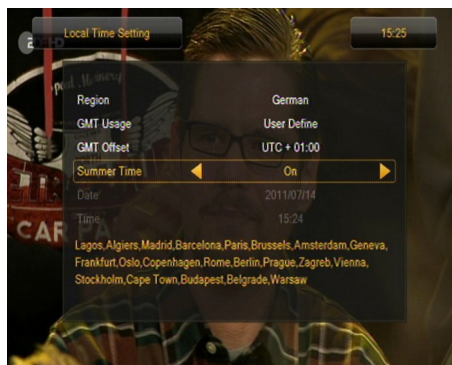 Local Time Setting
15:25
Region German
GMT Usage User Define
GMT Offset UTC + 01:00
Summer Time On
Date 2011/07/14
Time 15:24
Lagos,Algiers,Madrid,Barcelona,Paris,Brussels,Amsterdam,Geneva,
Frankfurt,Oslo,Copenhagen,Rome,Berlin,Prague,Zagreb,Vienna,
Stockholm,Cape Town,Budapest,Belgrade,Warsaw
CAR